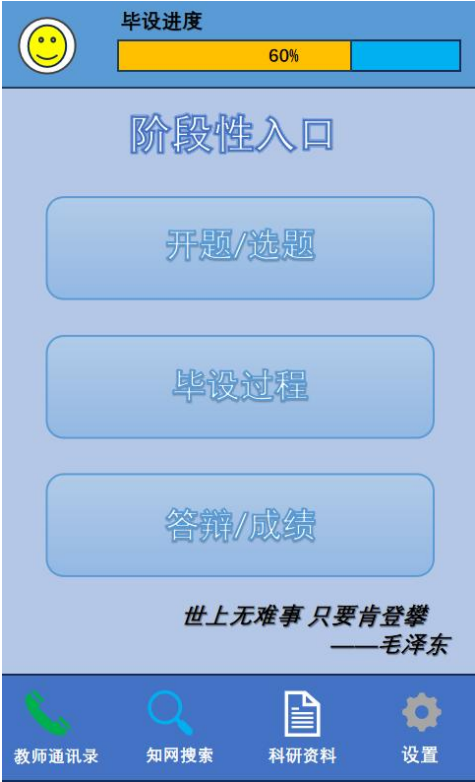 毕设进度
60%
阶段性入口
开题/选题
毕设过程
答辩/成绩
世上无难事 只要肯登攀
——毛泽东
教师通讯录
知网搜索
科研资料
设置